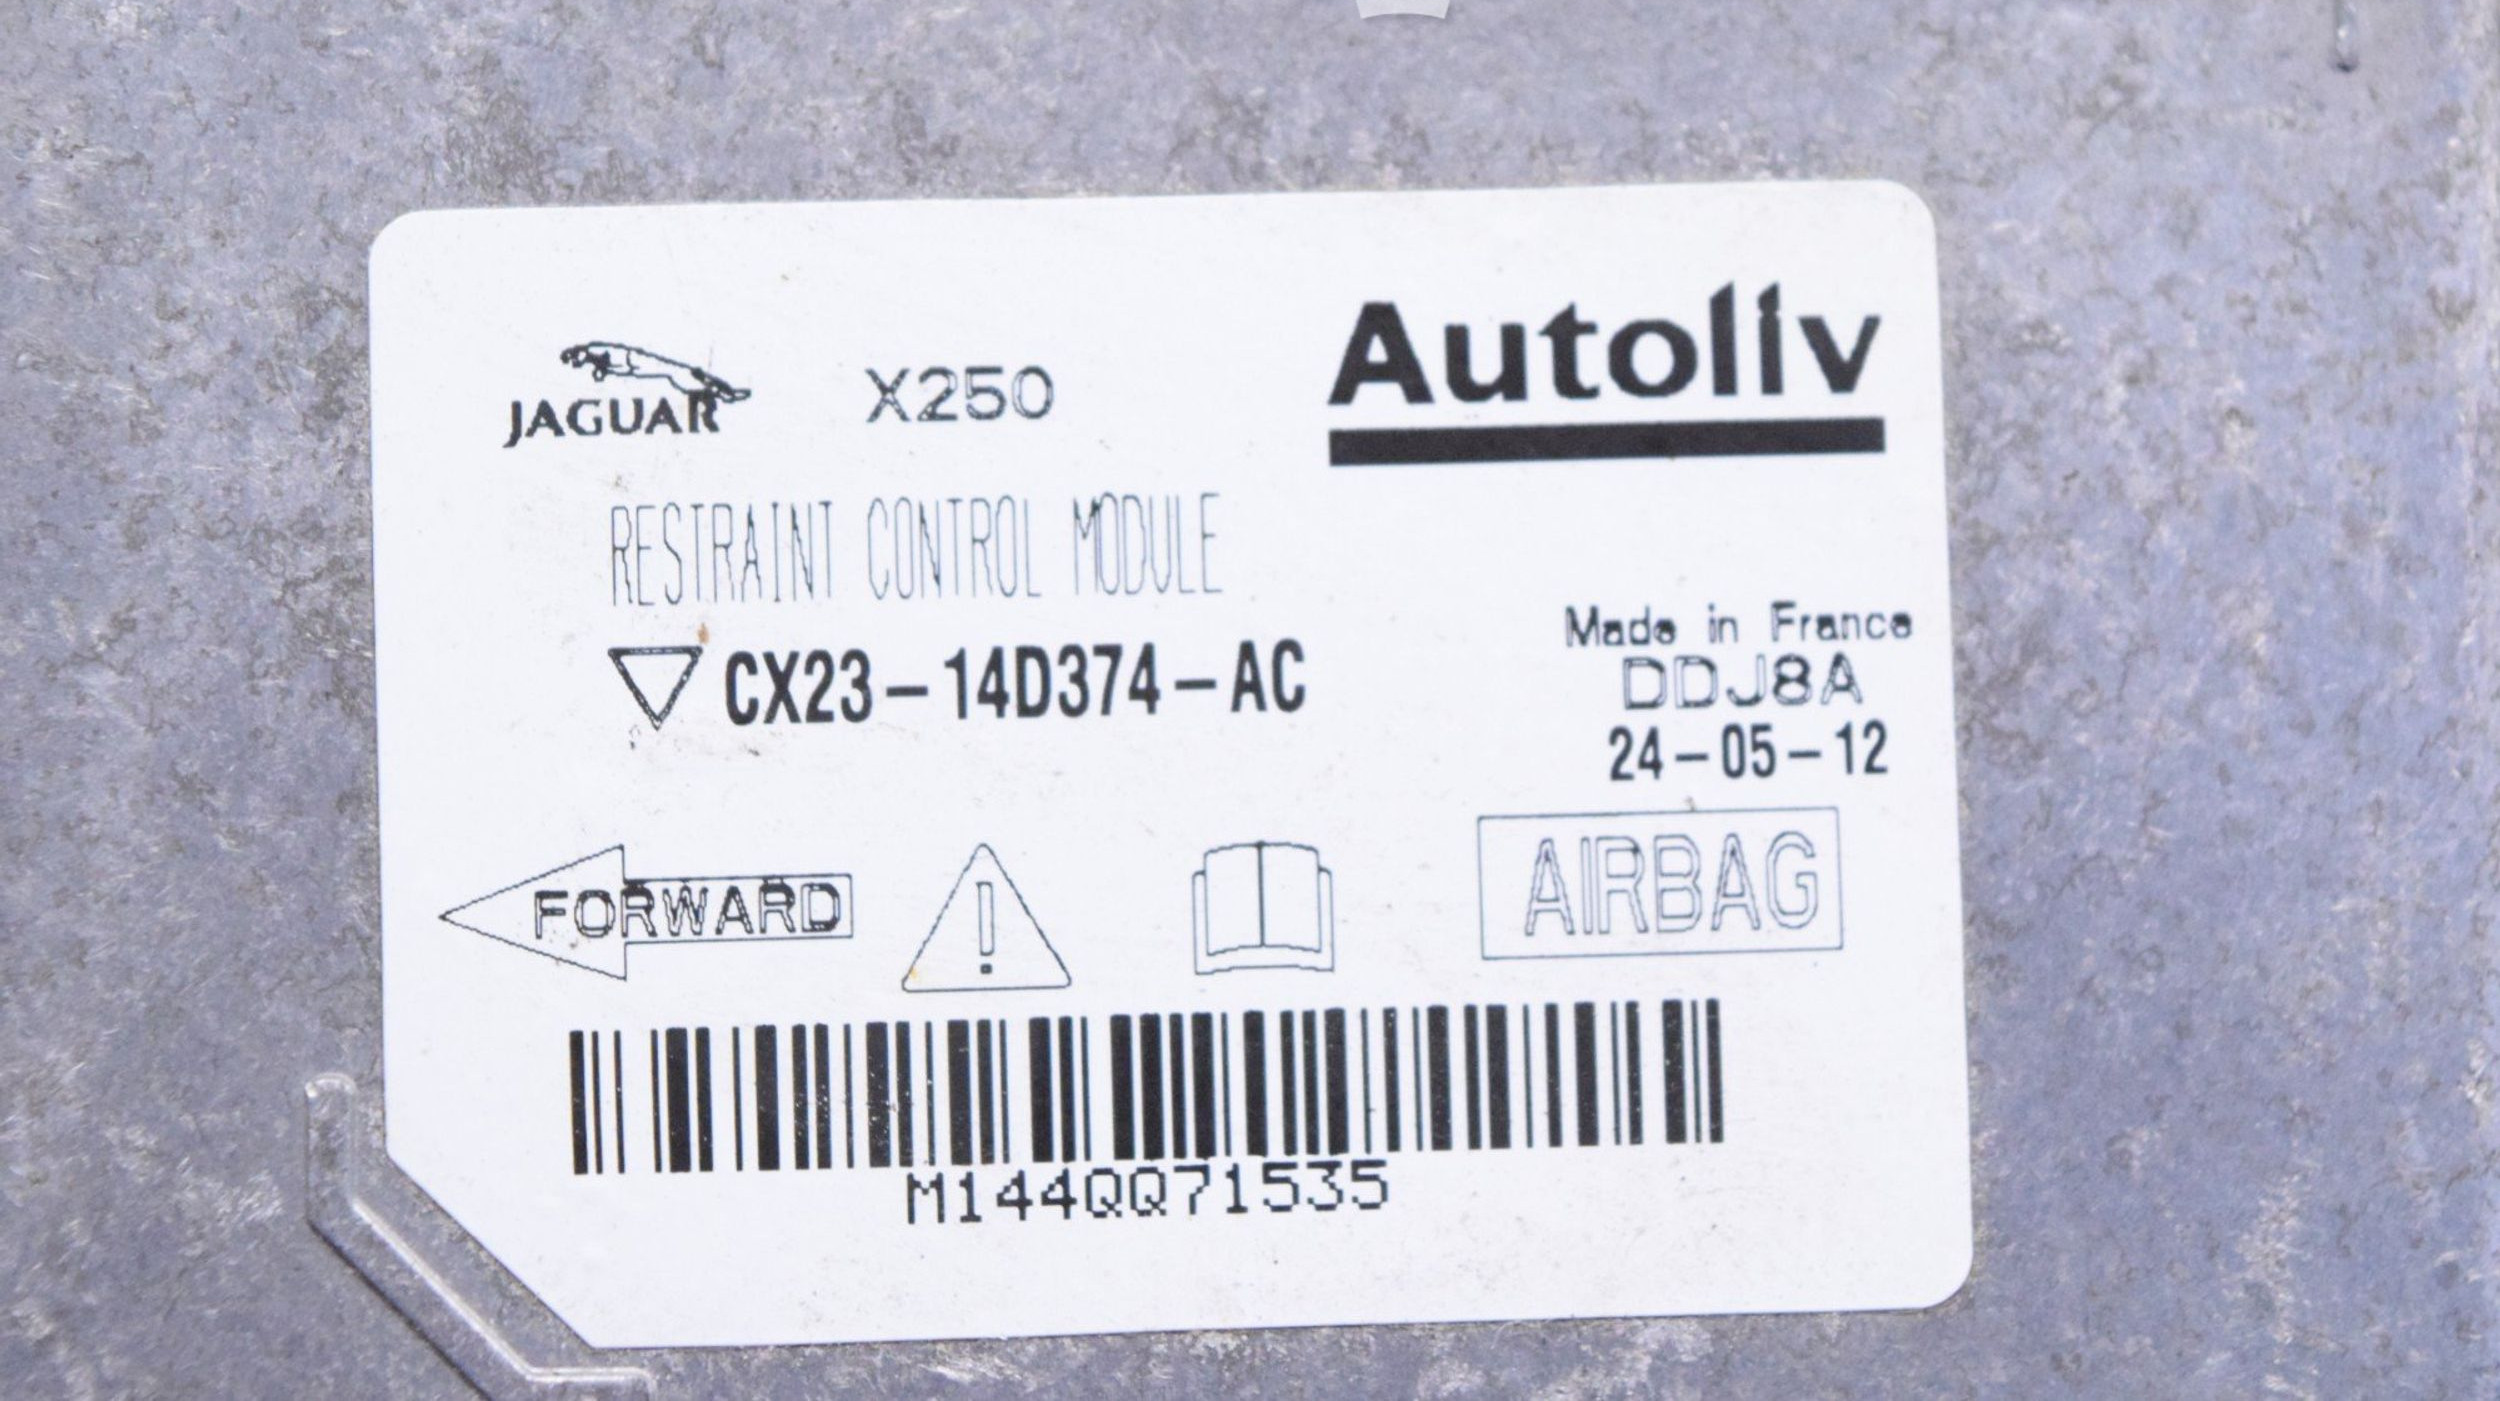 JAGUAR X250 Autoliv
RESTRAINT CONTROL MODULE
Made in France
CX23-14D374-AC DDJ8A
24-05-12
FORWARD ! AIRBAG
M144QQ71535